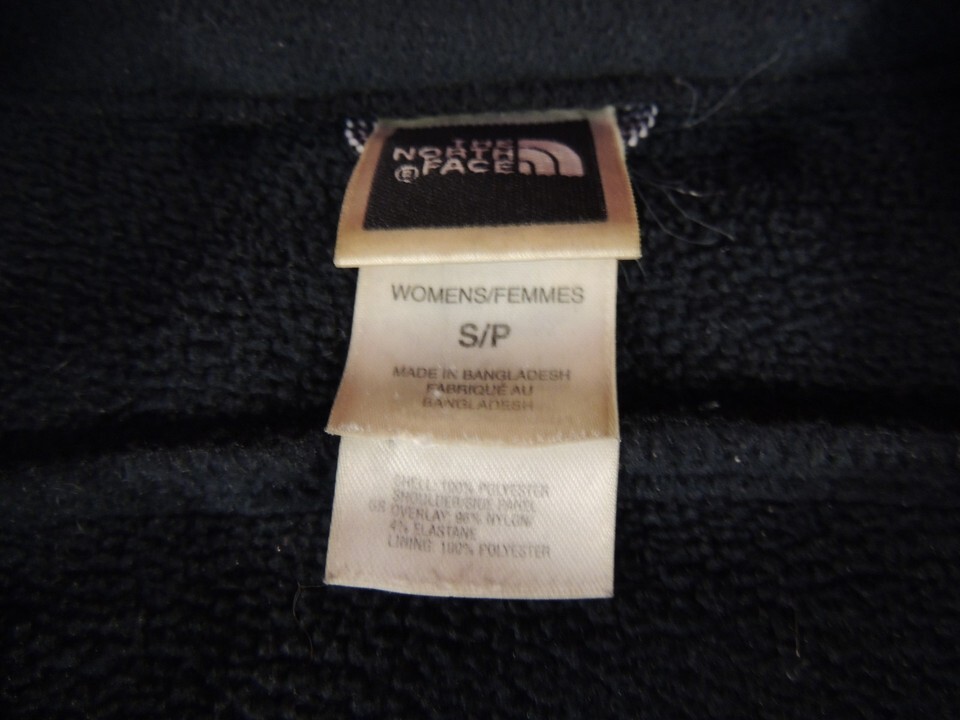 THE
NORTH
FACE
WOMENS/FEMMES
S/P
MADE IN BANGLADESH
FABRIQUÉ AU
BANGLADESH
SHELL: 100% POLYESTER
SHOULDER/SIDE PANEL
OVERLAY: 96% NYLON/
4% ELASTANE
LINING: 100% POLYESTER